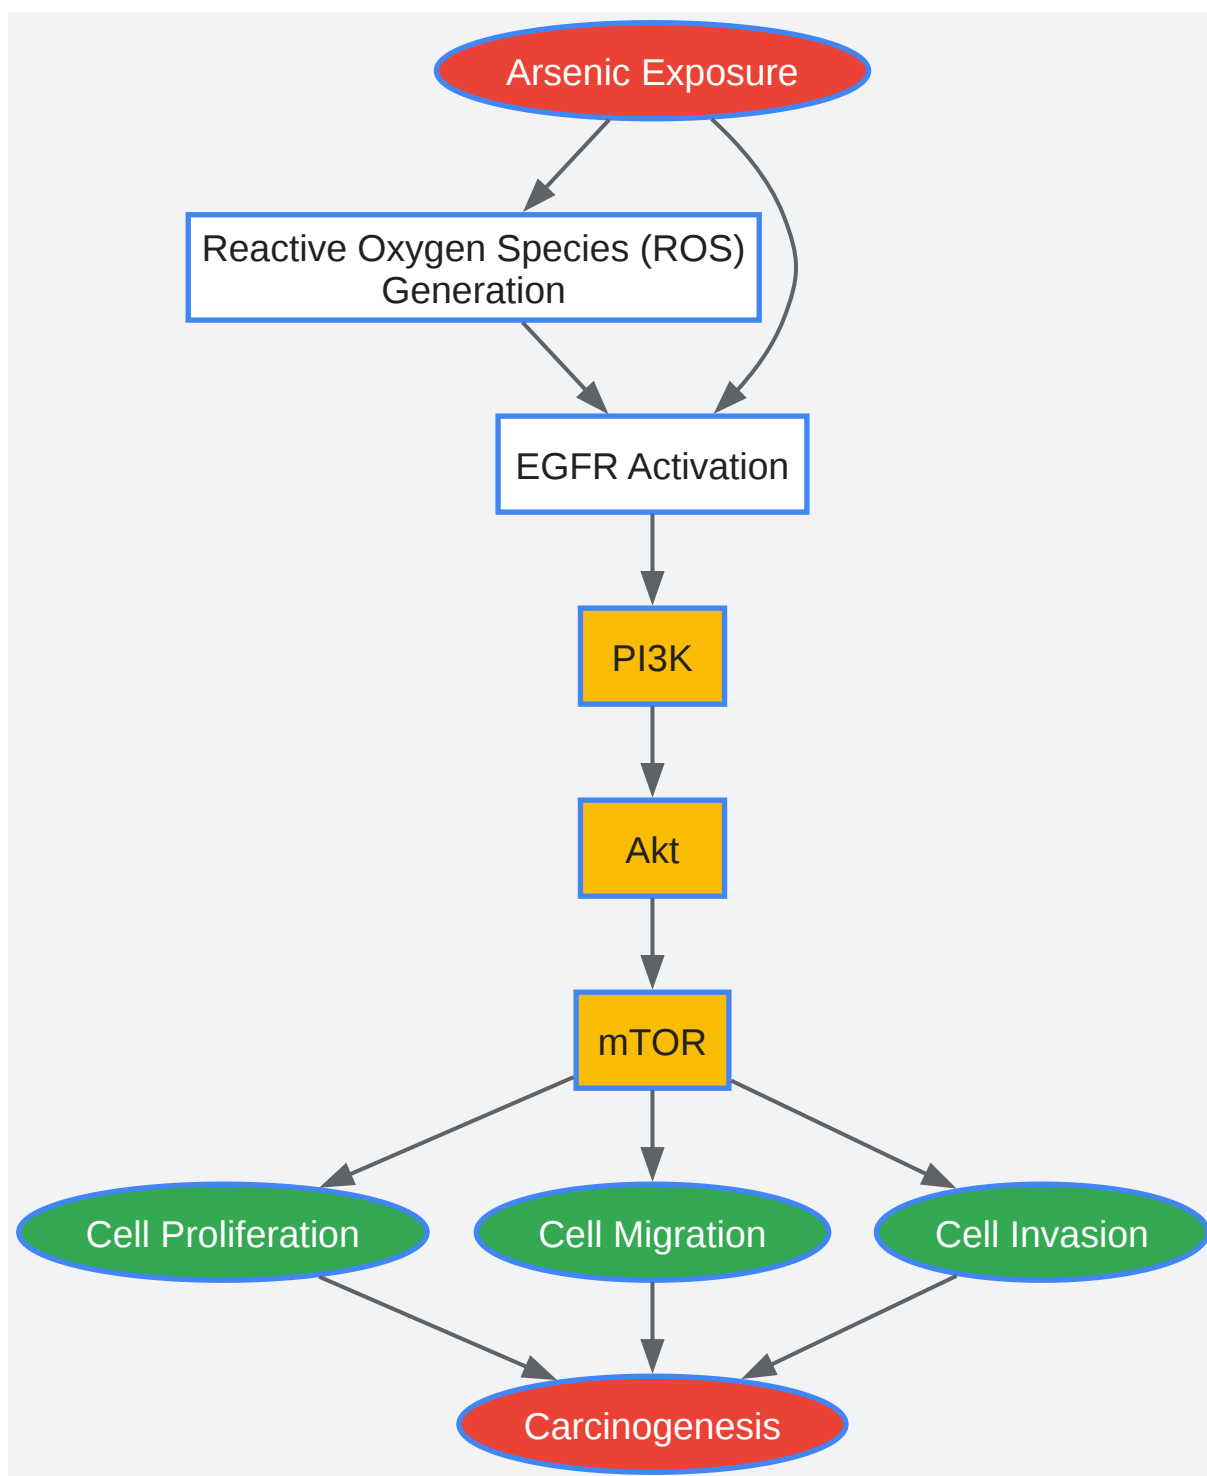 Arsenic Exposure
Reactive Oxygen Species (ROS)
Generation
EGFR Activation
PI3K
Akt
mTOR
Cell Proliferation
Cell Migration
Cell Invasion
Carcinogenesis